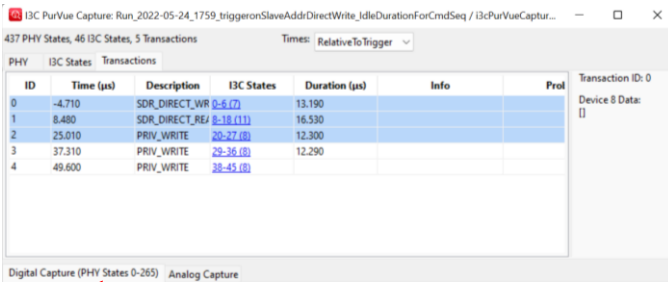 I3C PurVue Capture: Run_2022-05-24_1759_triggeronSlaveAddrDirectWrite_IdleDurationForCmdSeq / i3cPurVueCaptur...
437 PHY States, 46 I3C States, 5 Transactions Times: RelativeToTrigger
PHY I3C States Transactions
ID Time (μs) Description I3C States Duration (μs) Info Prol
0 -4.710 SDR_DIRECT_WR 0-6 (7) 13.190
1 8.480 SDR_DIRECT_REA 8-18 (11) 16.530
2 25.010 PRIV_WRITE 20-27 (8) 12.300
3 37.310 PRIV_WRITE 29-36 (8) 12.290
4 49.600 PRIV_WRITE 38-45 (8)
Transaction ID: 0
Device 8 Data:
[]
Digital Capture (PHY States 0-265) Analog Capture